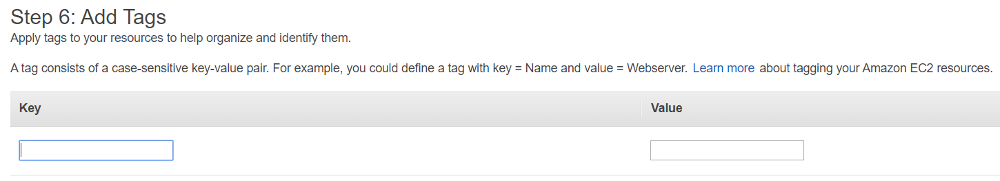 Step 6: Add Tags
Apply tags to your resources to help organize and identify them.
A tag consists of a case-sensitive key-value pair. For example, you could define a tag with key = Name and value = Webserver. Learn more about tagging your Amazon EC2 resources.
Key Value